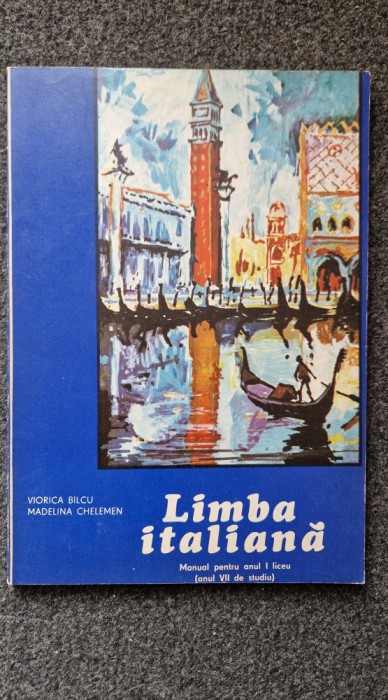 VIORICA BILCU
MADELINA CHELEMEN
Limba
italiană
Manual pentru anul I liceu
(anul VII de studiu)